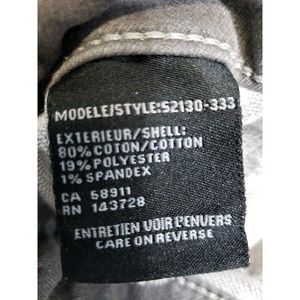 MODELE/STYLE:S2130-333
EXTERIEUR/SHELL:
80% COTON/COTTON
19% POLYESTER
1% SPANDEX
CA 58911
RN 143728
ENTRETIEN VOIR L'ENVERS
CARE ON REVERSE